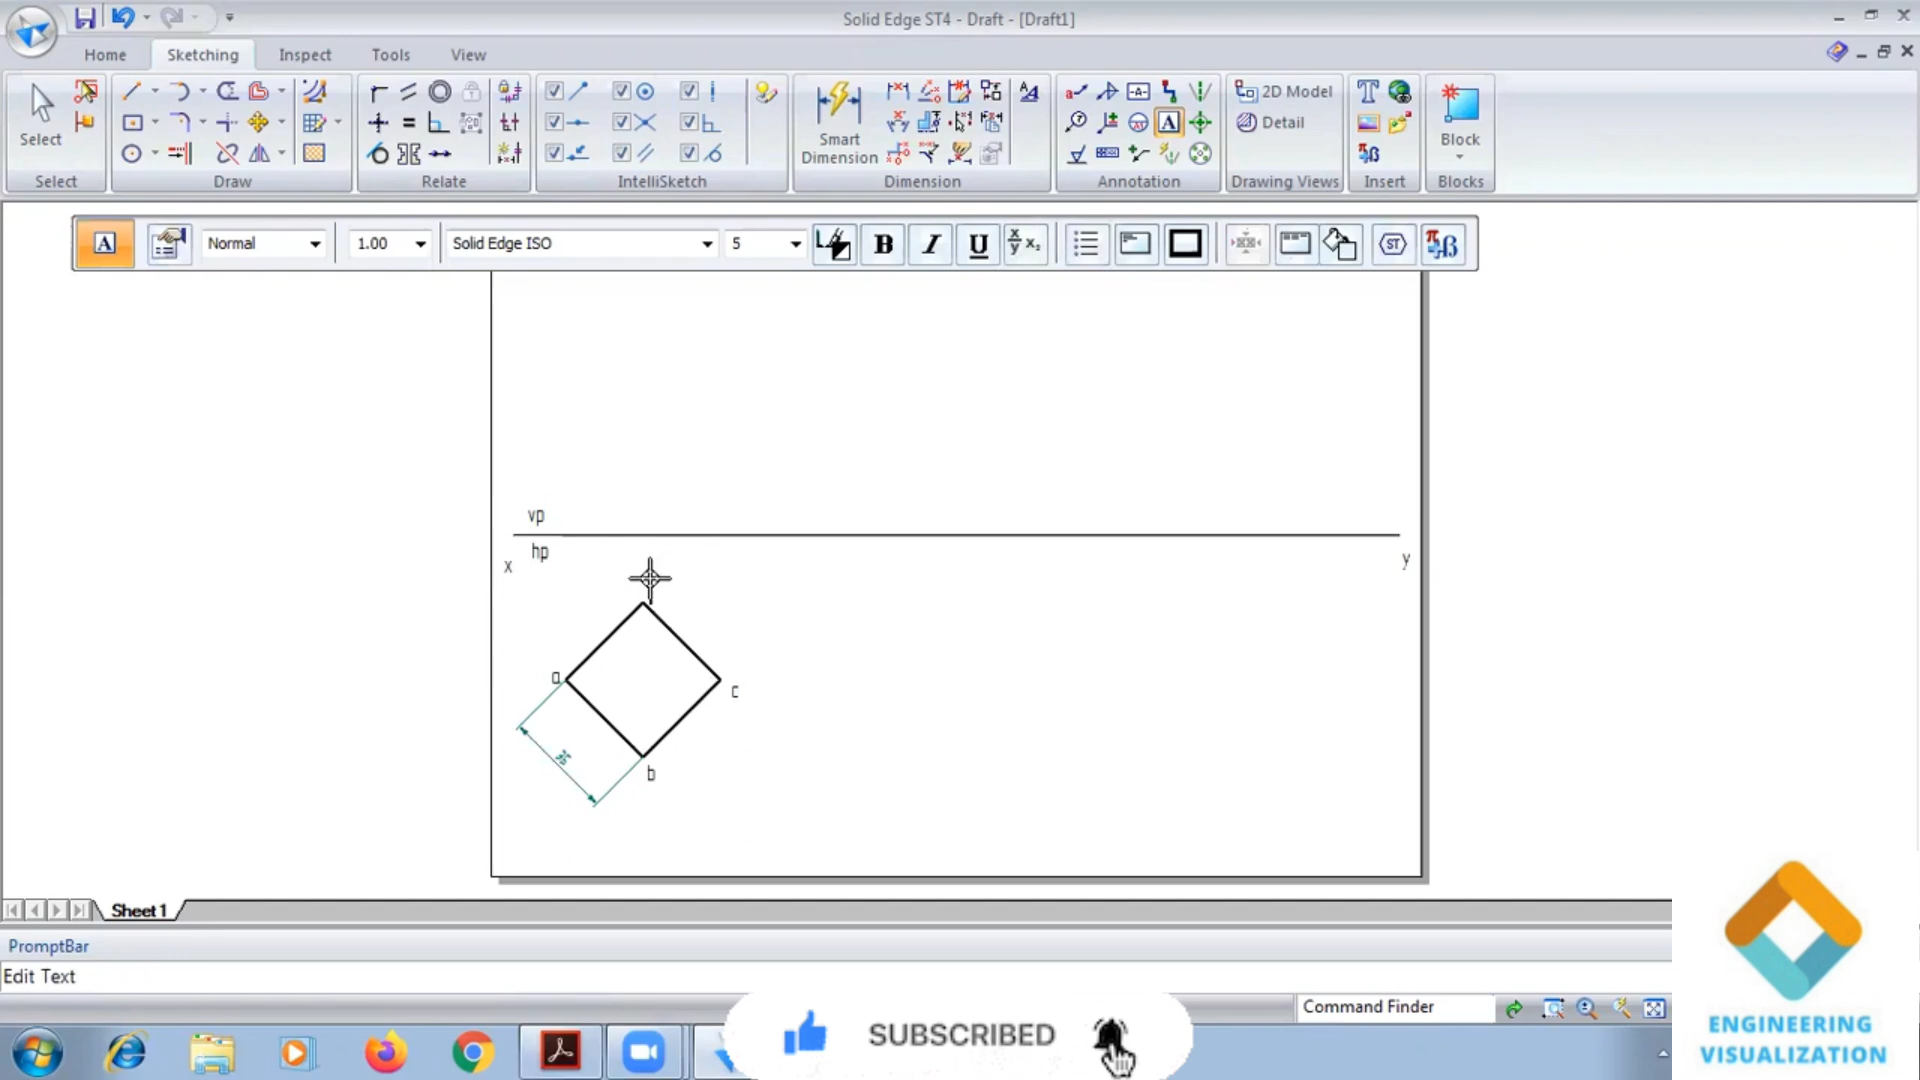 Solid Edge ST4 - Draft - [Draft1]
Home Sketching Inspect Tools View
Select
Smart Dimension
2D Model
Detail
Block
Select Draw Relate IntelliSketch Dimension Annotation Drawing Views Insert Blocks
Normal 1.00 Solid Edge ISO 5
vp
hp
x
y
a
c
35
b
Sheet1
PromptBar
Edit Text
Command Finder
SUBSCRIBED
ENGINEERING
VISUALIZATION